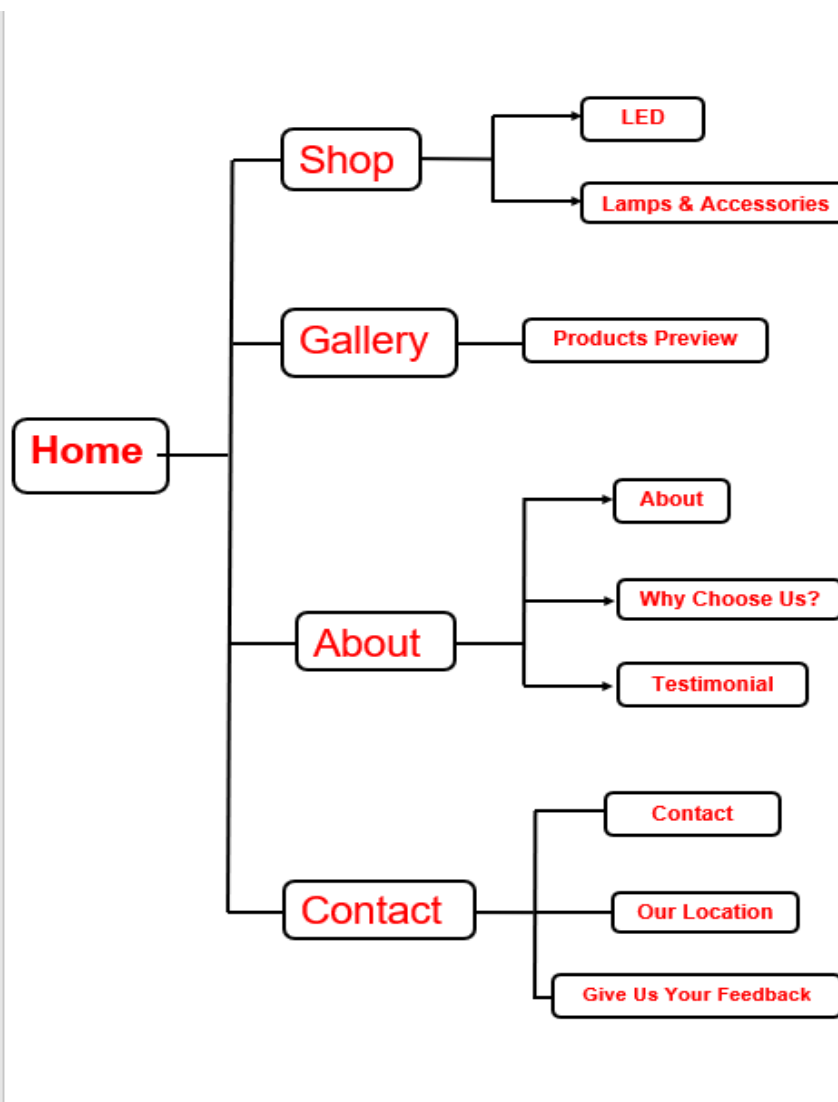 Shop
LED
Lamps & Accessories
Gallery
Products Preview
Home
About
About
Why Choose Us?
Testimonial
Contact
Contact
Our Location
Give Us Your Feedback